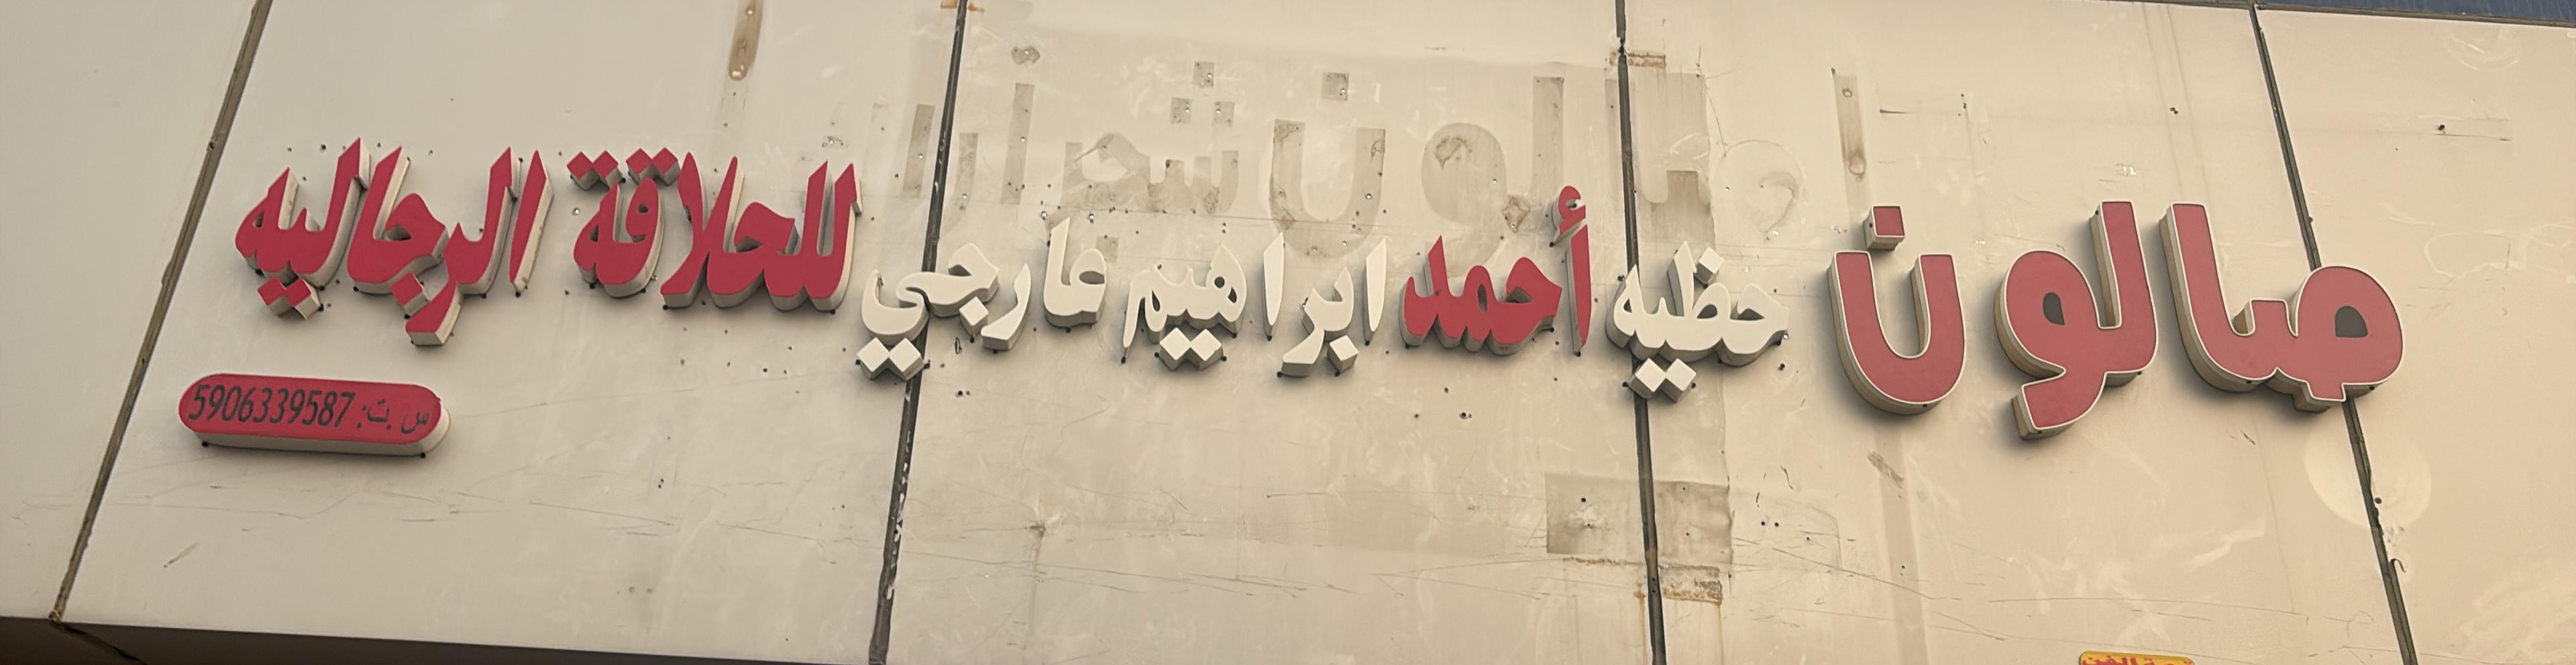 صالون حظيه أحمد ابراهيم عارجي للحلاقة الرجاليه
س ت: 5906339587